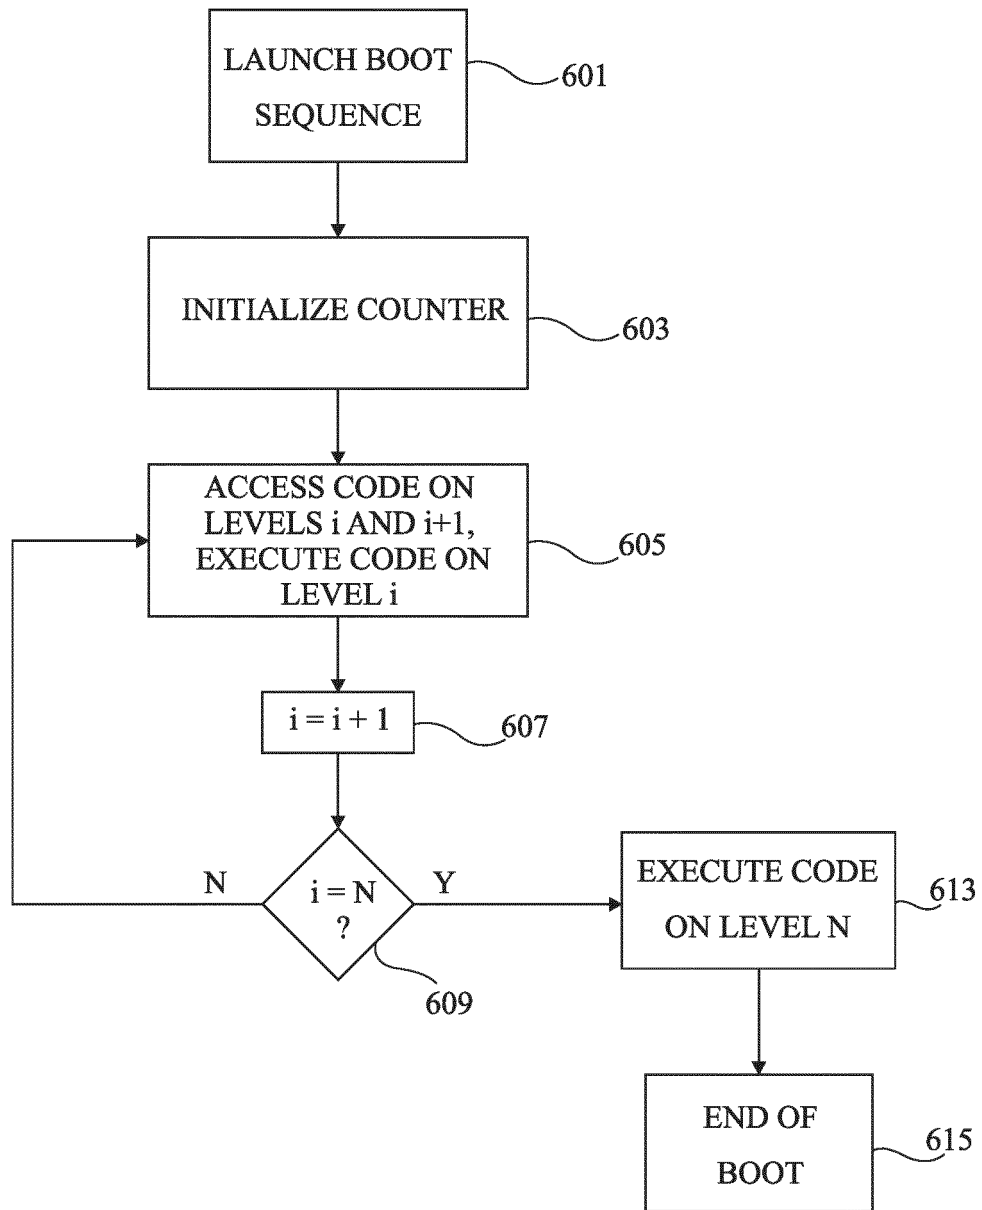 LAUNCH BOOT
SEQUENCE
601
INITIALIZE COUNTER
603
ACCESS CODE ON
LEVELS i AND i+1,
EXECUTE CODE ON
LEVEL i
605
i = i + 1
607
N
i = N
?
Y
609
EXECUTE CODE
ON LEVEL N
613
END OF
BOOT
615